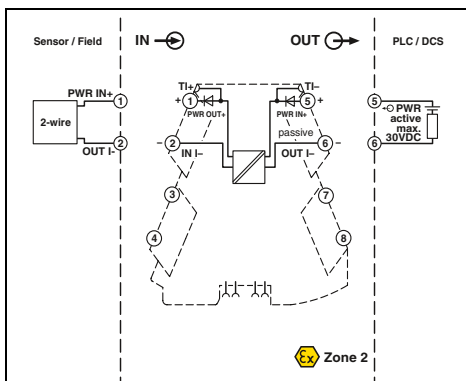 Sensor / Field
IN
OUT
PLC / DCS
PWR IN+
1
2-wire
OUT I-
2
TI+
+
1
PWR OUT+
−
2
IN I–
3
4
TI–
5
+
PWR IN+
passive
6
−
OUT I–
7
8
5
+
PWR
active
max.
30VDC
6
Ex Zone 2